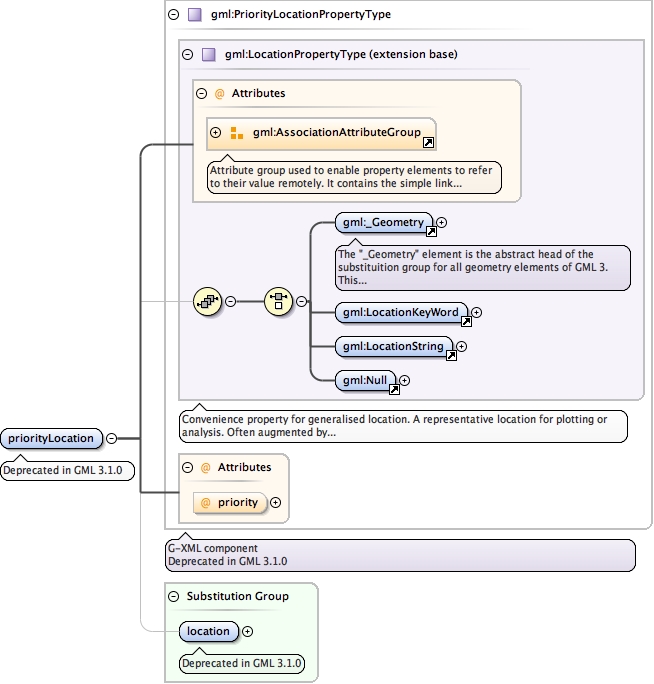 gml:PriorityLocationPropertyType
gml:LocationPropertyType (extension base)
@ Attributes
gml:AssociationAttributeGroup
Attribute group used to enable property elements to refer
to their value remotely. It contains the simple link...
gml:_Geometry
The "_Geometry" element is the abstract head of the
substituition group for all geometry elements of GML 3.
This...
gml:LocationKeyWord
gml:LocationString
gml:Null
Convenience property for generalised location. A representative location for plotting or
analysis. Often augmented by...
priorityLocation
Deprecated in GML 3.1.0
@ Attributes
@ priority
G-XML component
Deprecated in GML 3.1.0
Substitution Group
location
Deprecated in GML 3.1.0